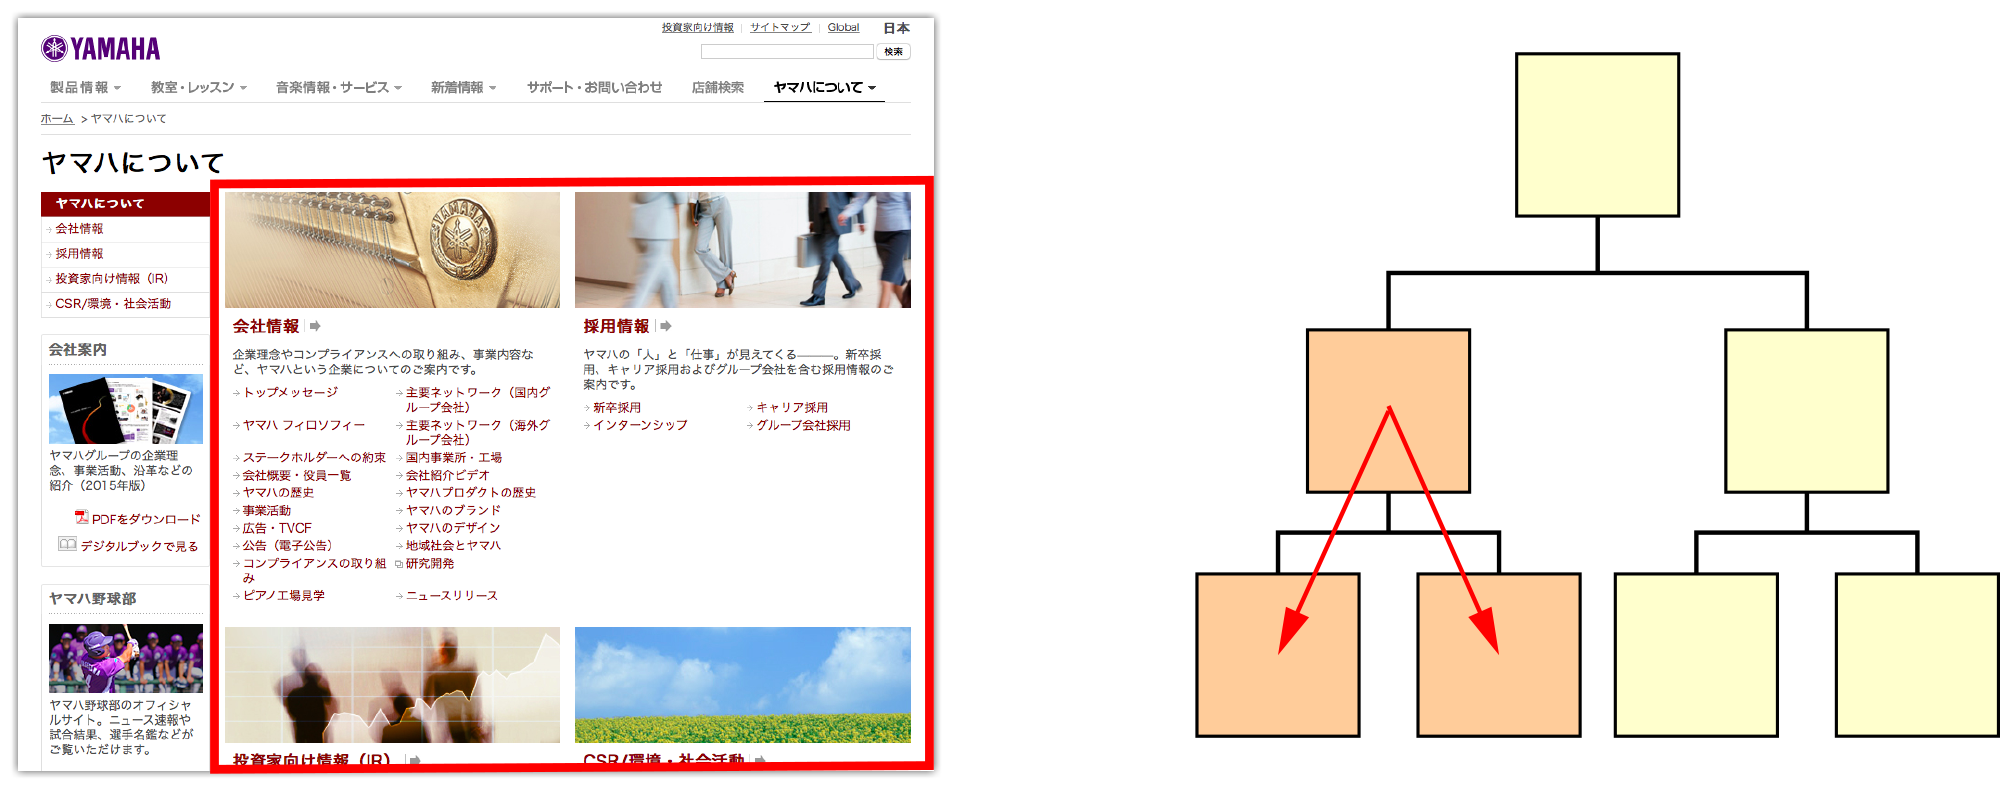 投資家向け情報 サイトマップ Global 日本
YAMAHA
検索
製品情報 教室・レッスン 音楽情報・サービス 新着情報 サポート・お問い合わせ 店舗検索 ヤマハについて
ホーム > ヤマハについて
ヤマハについて
ヤマハについて
会社情報
採用情報
投資家向け情報（IR）
CSR/環境・社会活動
会社案内
ヤマハグループの企業理
念、事業活動、沿革などの
紹介（2015年版）
PDFをダウンロード
デジタルブックで見る
ヤマハ野球部
ヤマハ野球部のオフィシャ
ルサイト。ニュース速報や
試合結果、選手名鑑などが
ご覧いただけます。
YAMAHA
会社情報
企業理念やコンプライアンスへの取り組み、事業内容な
ど、ヤマハという企業についてのご案内です。
トップメッセージ
主要ネットワーク（国内グ
ループ会社）
ヤマハ フィロソフィー
主要ネットワーク（海外グ
ループ会社）
ステークホルダーへの約束
国内事業所・工場
会社概要・役員一覧
会社紹介ビデオ
ヤマハの歴史
ヤマハプロダクトの歴史
事業活動
ヤマハのブランド
広告・TVCF
ヤマハのデザイン
公告（電子公告）
地域社会とヤマハ
コンプライアンスの取り組
み
研究開発
ピアノ工場見学
ニュースリリース
採用情報
ヤマハの「人」と「仕事」が見えてくる―――。新卒採
用、キャリア採用およびグループ会社を含む採用情報のご
案内です。
新卒採用
キャリア採用
インターンシップ
グループ会社採用
投資家向け情報（IR）
CSR/環境・社会活動